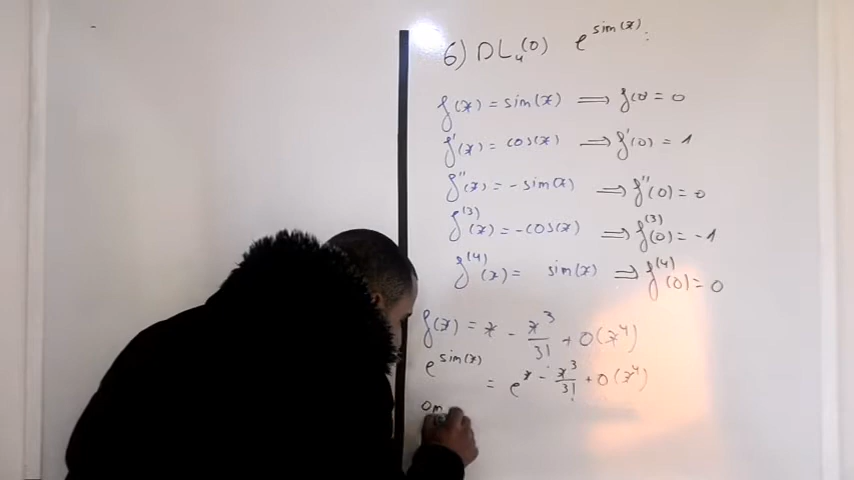 6) DL₄(0) e^sin(x) :
f(x) = sin(x) ⟹ f(0) = 0
f'(x) = cos(x) ⟹ f'(0) = 1
f''(x) = -sin(x) ⟹ f''(0) = 0
f^(3)(x) = -cos(x) ⟹ f^(3)(0) = -1
f^(4)(x) = sin(x) ⟹ f^(4)(0) = 0
f(x) = x - x³/3! + o(x⁴)
e^sin(x) = e^x - x³/3! + o(x⁴)
on